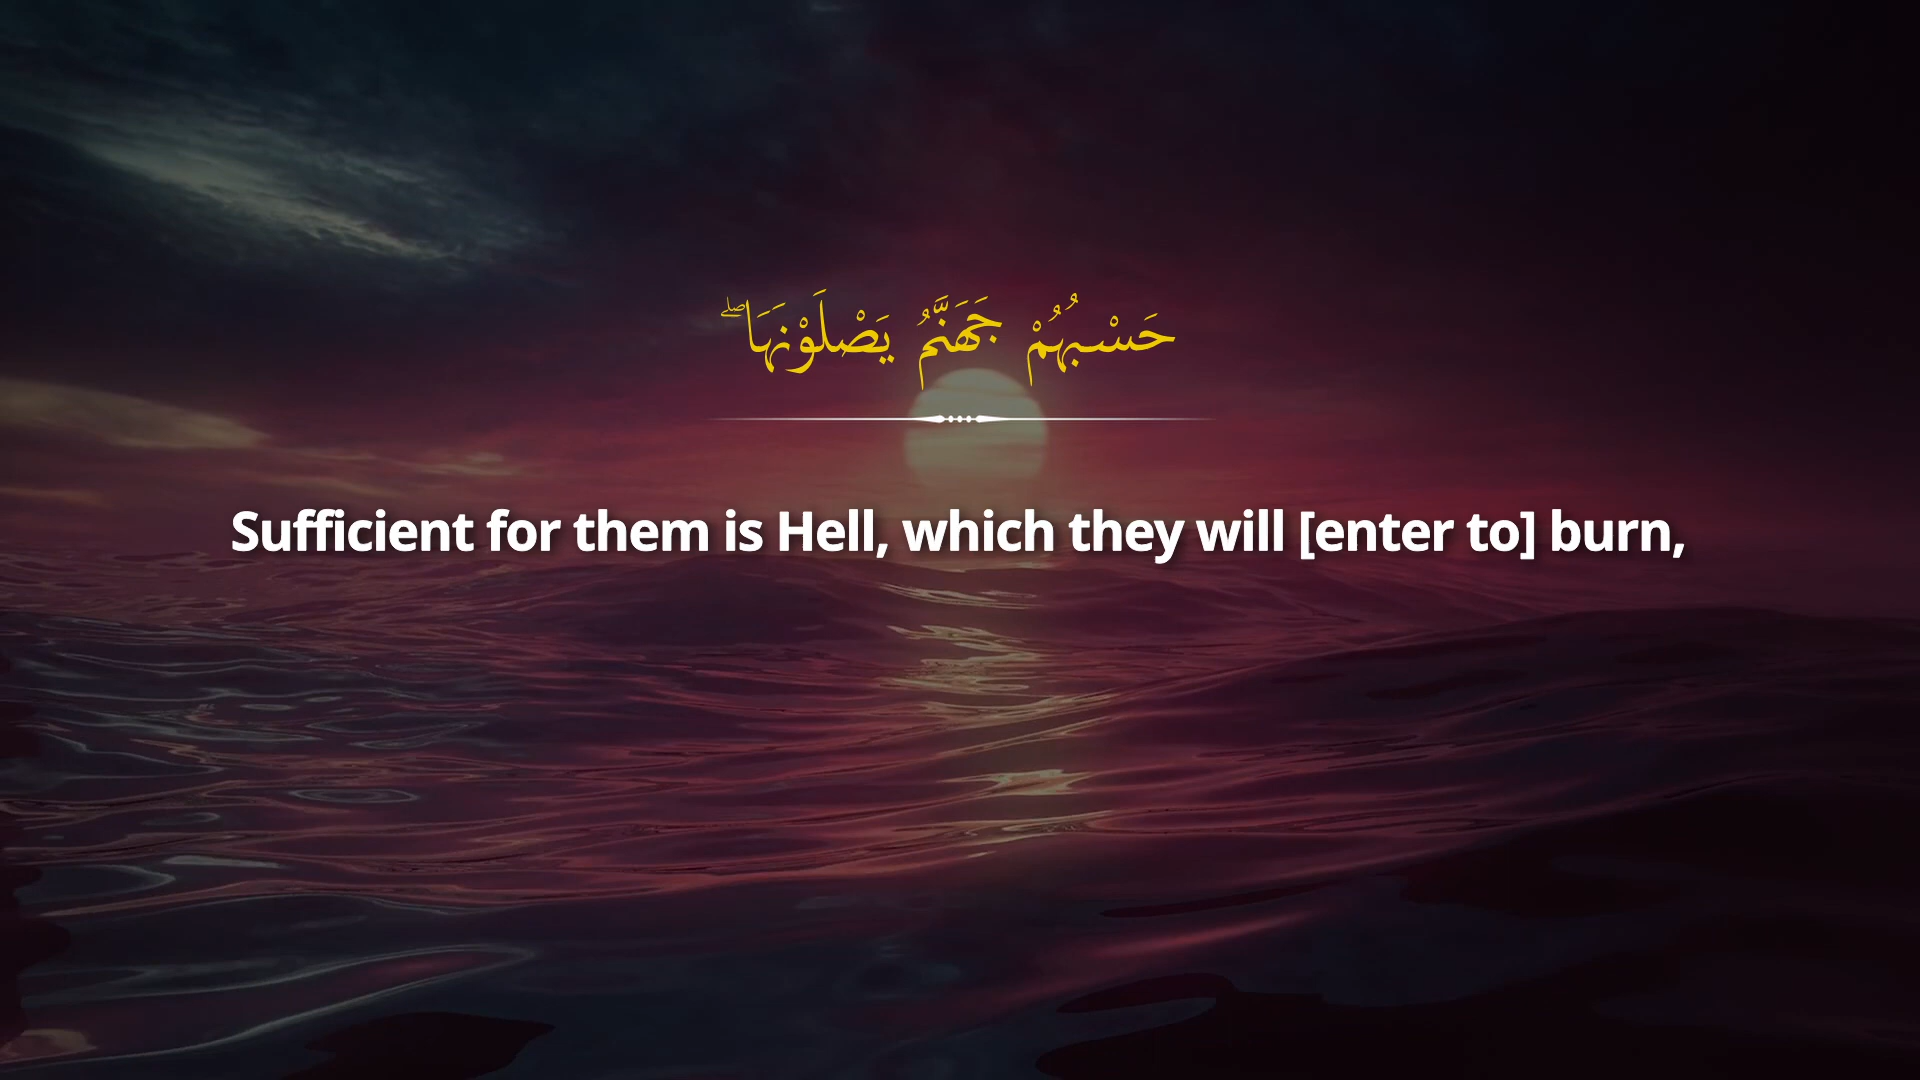 حَسْبُهُمْ جَهَنَّمُ يَصْلَوْنَهَا ۖ
Sufficient for them is Hell, which they will [enter to] burn,